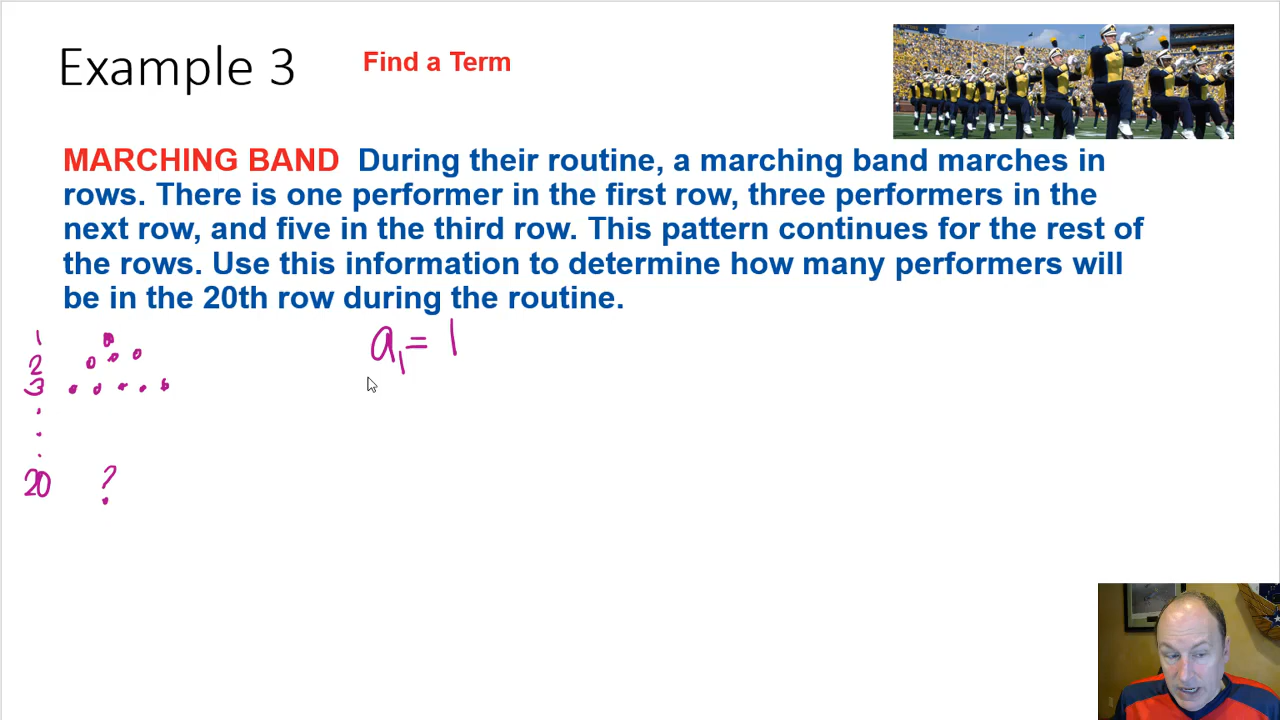 Example 3
Find a Term
MARCHING BAND During their routine, a marching band marches in
rows. There is one performer in the first row, three performers in the
next row, and five in the third row. This pattern continues for the rest of
the rows. Use this information to determine how many performers will
be in the 20th row during the routine.
1
2
3
.
.
.
20 ?
a₁ = 1